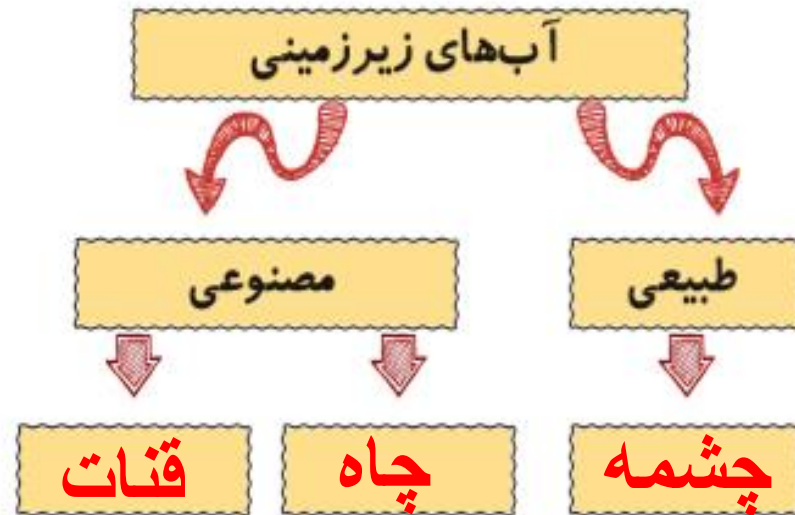 آب‌های زیرزمینی
طبیعی
مصنوعی
چشمه
چاه
قنات